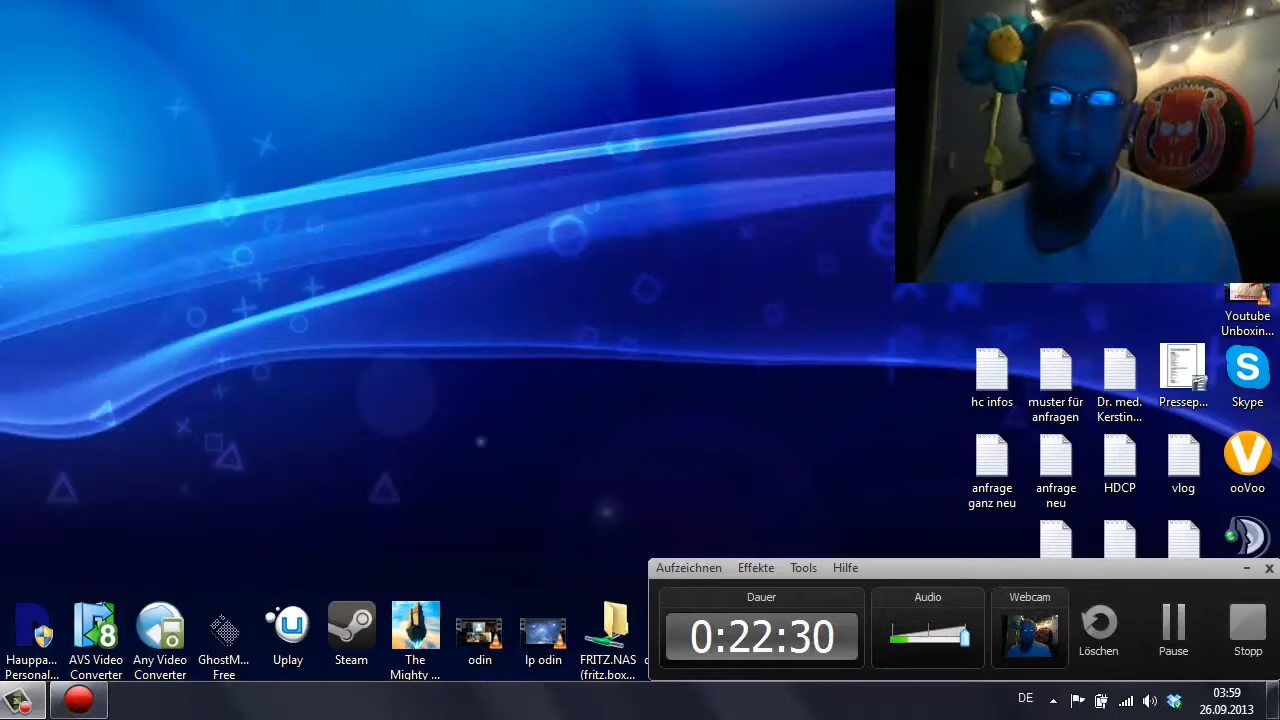 Youtube
Unboxin...
hc infos
muster für
anfragen
Dr. med.
Kerstin...
Pressep...
Skype
anfrage
ganz neu
anfrage
neu
HDCP
vlog
ooVoo
Aufzeichnen Effekte Tools Hilfe
Dauer
Audio
Webcam
0:22:30
Löschen
Pause
Stopp
Hauppa...
Personal...
AVS Video
Converter
Any Video
Converter
GhostM...
Free
Uplay
Steam
The
Mighty ...
odin
lp odin
FRITZ.NAS
(fritz.box...
DE
03:59
26.09.2013